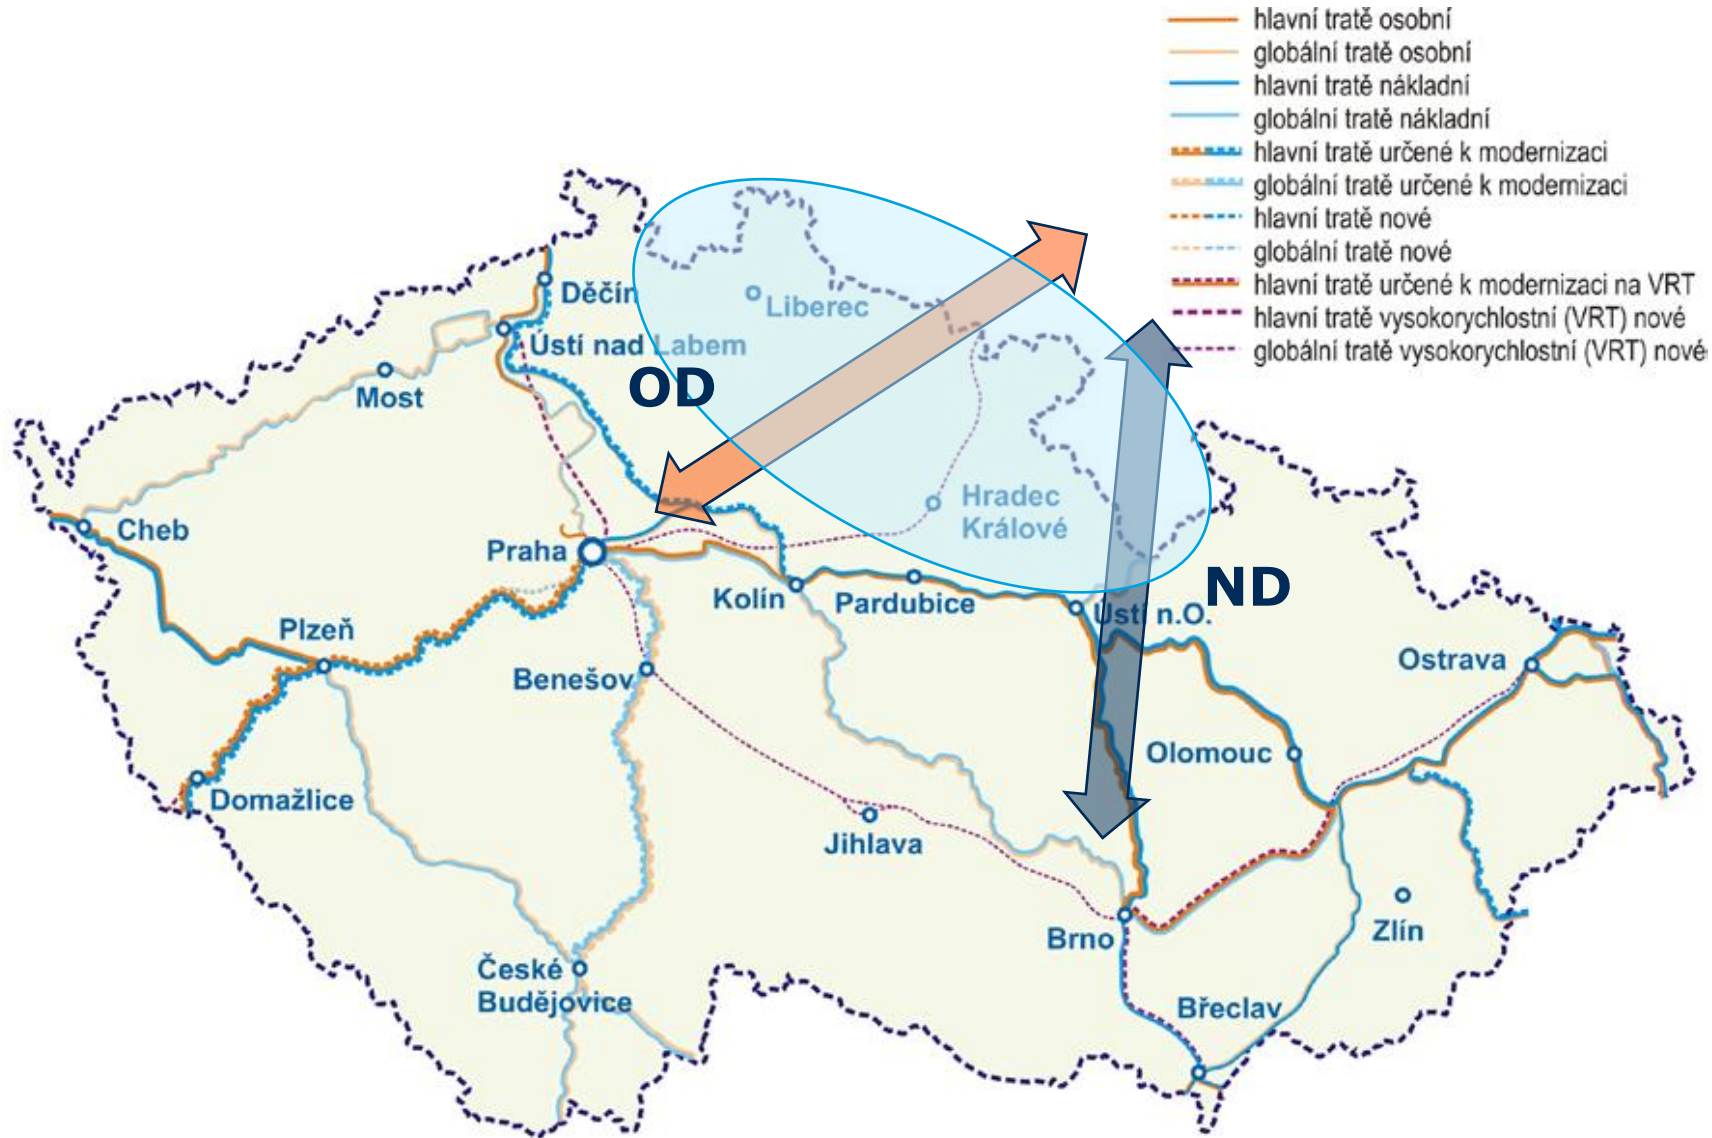 hlavní tratě osobní
globální tratě osobní
hlavní tratě nákladní
globální tratě nákladní
hlavní tratě určené k modernizaci
globální tratě určené k modernizaci
hlavní tratě nové
globální tratě nové
hlavní tratě určené k modernizaci na VRT
hlavní tratě vysokorychlostní (VRT) nové
globální tratě vysokorychlostní (VRT) nové
Děčín
Liberec
Ústí nad Labem
OD
Most
Hradec
Králové
Cheb
Praha
Kolín
Pardubice
ND
Ústí n.O.
Plzeň
Ostrava
Benešov
Olomouc
Domažlice
Jihlava
Brno
Zlín
České
Budějovice
Břeclav